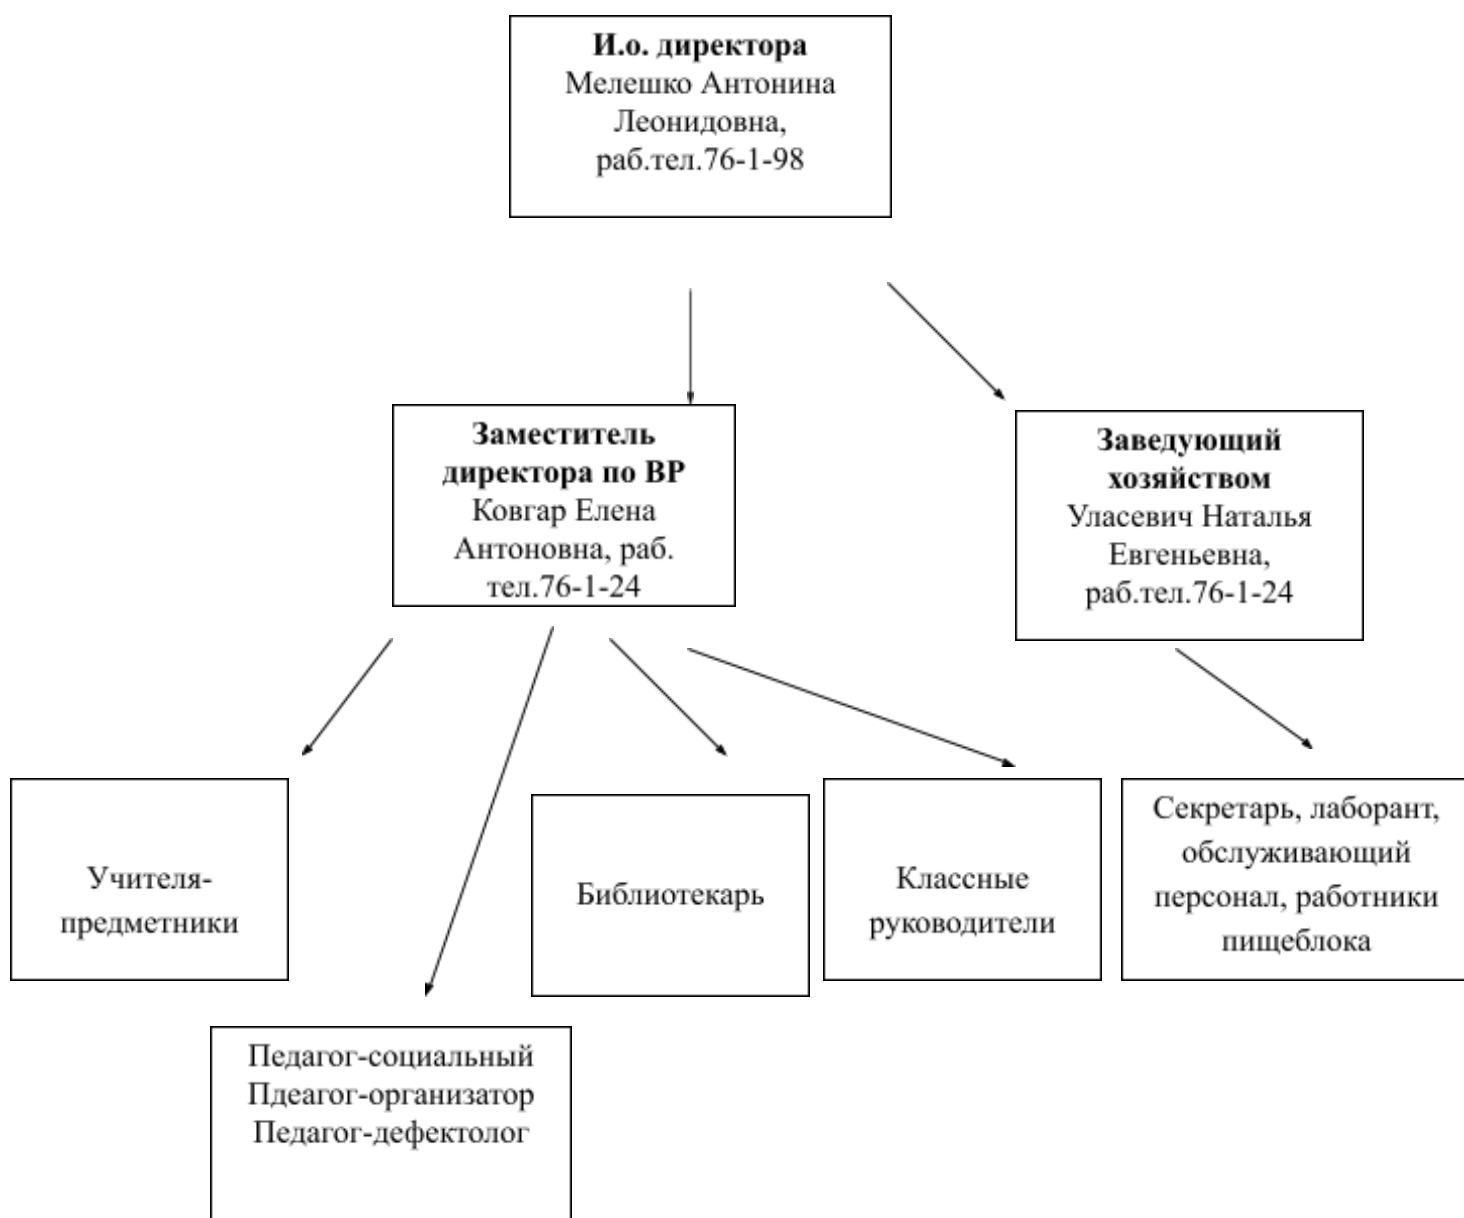 И.о. директора
Мелешко Антонина
Леонидовна,
раб.тел.76-1-98
Заместитель
директора по ВР
Ковгар Елена
Антоновна, раб.
тел.76-1-24
Заведующий
хозяйством
Уласевич Наталья
Евгеньевна,
раб.тел.76-1-24
Учителя-
предметники
Библиотекарь
Классные
руководители
Секретарь, лаборант,
обслуживающий
персонал, работники
пищеблока
Педагог-социальный
Пдеагог-организатор
Педагог-дефектолог